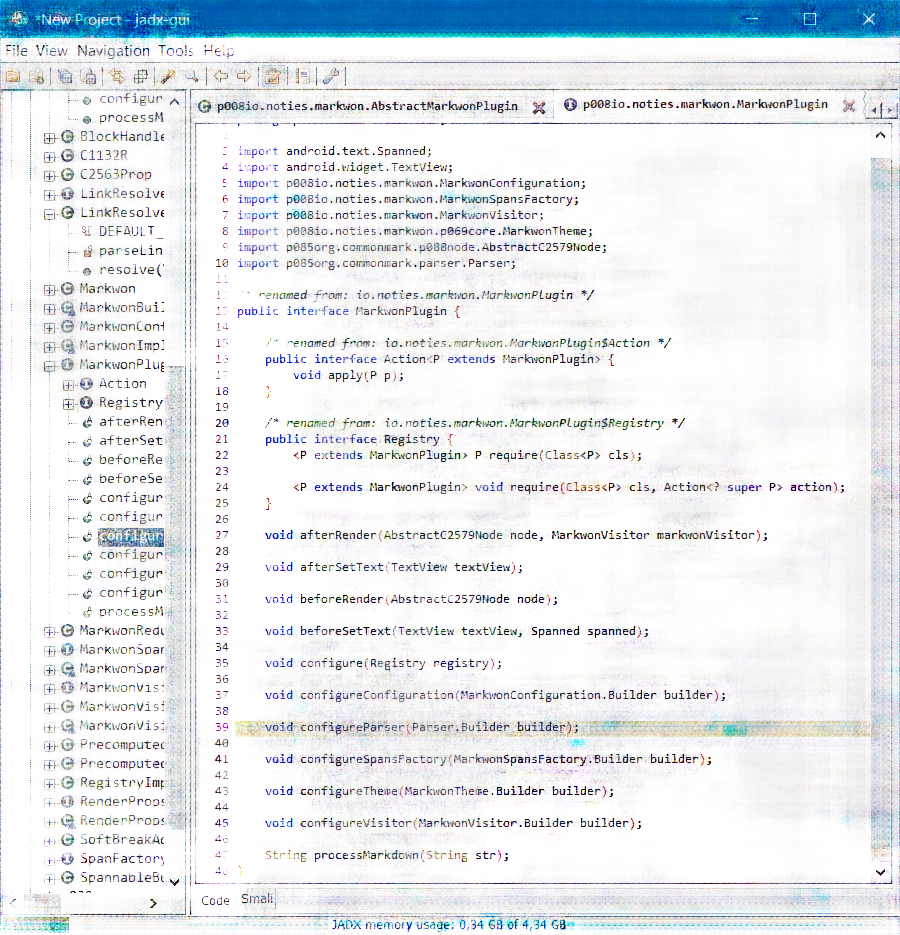 *New Project - jadx-gui
File View Navigation Tools Help
configur
processM
BlockHandle
C1132R
C2563Prop
LinkResolve
LinkResolve
DEFAULT_
parseLin
resolve(
Markwon
MarkwonBui
MarkwonConf
MarkwonImpl
MarkwonPlug
Action
Registry
afterRen
afterSet
beforeRe
beforeSe
configur
configur
configur
configur
configur
configur
processM
MarkwonRedu
MarkwonSpan
MarkwonSpan
MarkwonVisi
MarkwonVisi
MarkwonVisi
Precomputed
Precomputed
RegistryImp
RenderProps
RenderProps
SoftBreakAd
SpanFactory
SpannableBu
p008io.noties.markwon.AbstractMarkwonPlugin p008io.noties.markwon.MarkwonPlugin
3 import android.text.Spanned;
4 import android.widget.TextView;
5 import p008io.noties.markwon.MarkwonConfiguration;
6 import p008io.noties.markwon.MarkwonSpansFactory;
7 import p008io.noties.markwon.MarkwonVisitor;
8 import p008io.noties.markwon.p069core.MarkwonTheme;
9 import p085org.commonmark.p088node.AbstractC2579Node;
10 import p085org.commonmark.parser.Parser;
11
12 /* renamed from: io.noties.markwon.MarkwonPlugin */
13 public interface MarkwonPlugin {
14
15 /* renamed from: io.noties.markwon.MarkwonPlugin$Action */
16 public interface Action<P extends MarkwonPlugin> {
17 void apply(P p);
18 }
19
20 /* renamed from: io.noties.markwon.MarkwonPlugin$Registry */
21 public interface Registry {
22 <P extends MarkwonPlugin> P require(Class<P> cls);
23
24 <P extends MarkwonPlugin> void require(Class<P> cls, Action<? super P> action);
25 }
26
27 void afterRender(AbstractC2579Node node, MarkwonVisitor markwonVisitor);
28
29 void afterSetText(TextView textView);
30
31 void beforeRender(AbstractC2579Node node);
32
33 void beforeSetText(TextView textView, Spanned spanned);
34
35 void configure(Registry registry);
36
37 void configureConfiguration(MarkwonConfiguration.Builder builder);
38
39 void configureParser(Parser.Builder builder);
40
41 void configureSpansFactory(MarkwonSpansFactory.Builder builder);
42
43 void configureTheme(MarkwonTheme.Builder builder);
44
45 void configureVisitor(MarkwonVisitor.Builder builder);
46
47 String processMarkdown(String str);
48 }
Code Smali
JADX memory usage: 0,34 GB of 4,34 GB